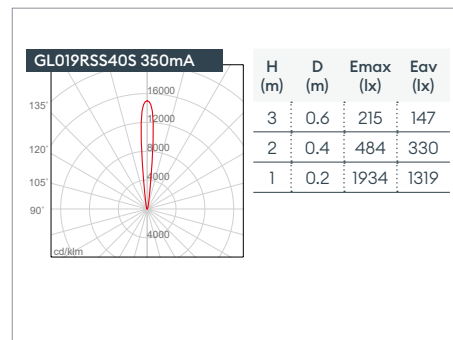 GL019RSS40S 350mA
16000
135°
12000
120°
8000
105°
4000
90°
4000
cd/klm
H (m) D (m) Emax (lx) Eav (lx)
3 0.6 215 147
2 0.4 484 330
1 0.2 1934 1319